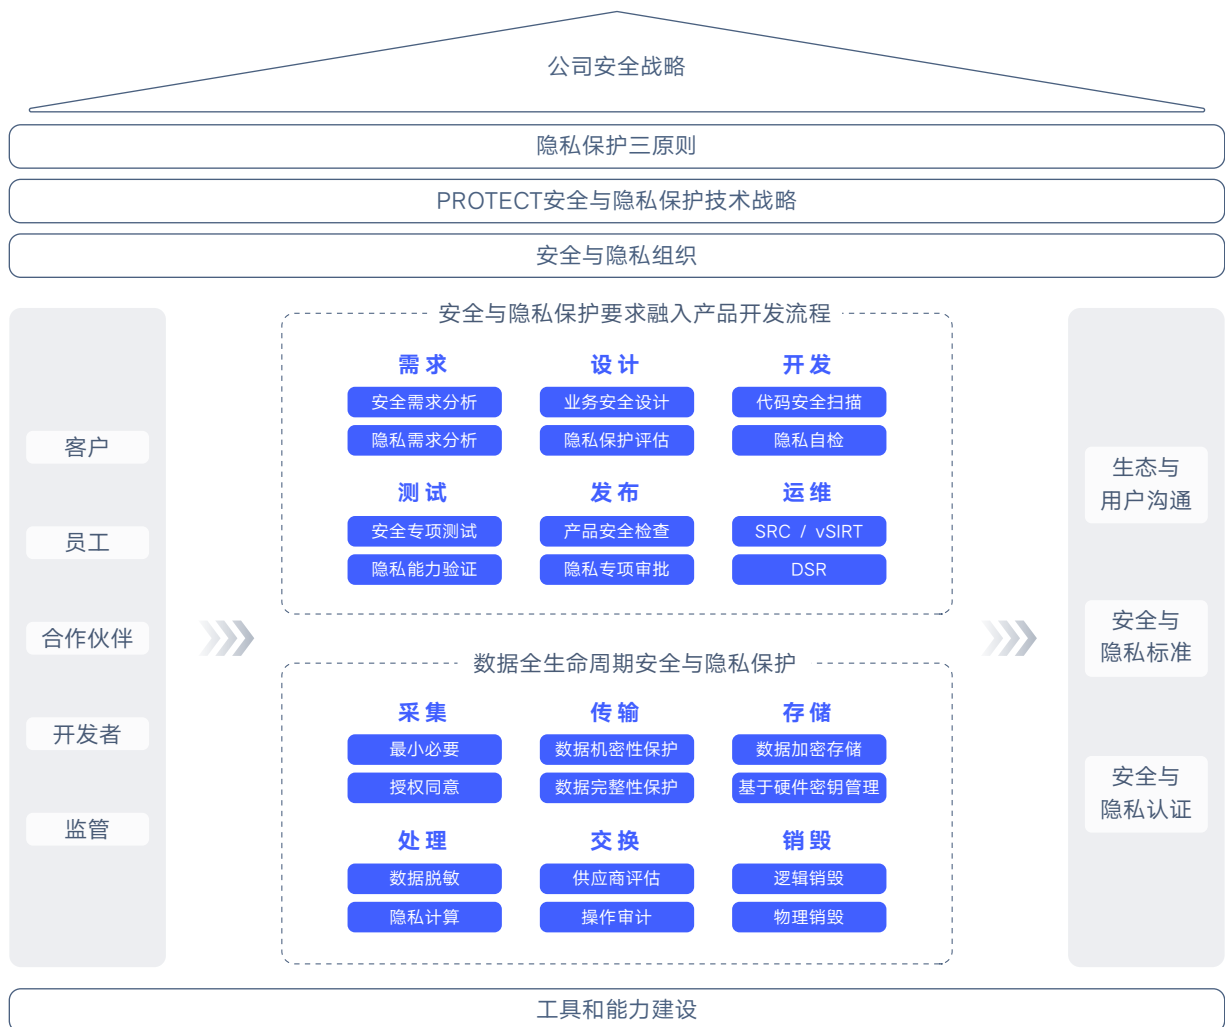 公司安全战略
隐私保护三原则
PROTECT安全与隐私保护技术战略
安全与隐私组织
客户
员工
合作伙伴
开发者
监管
安全与隐私保护要求融入产品开发流程
需求
设计
开发
安全需求分析
业务安全设计
代码安全扫描
隐私需求分析
隐私保护评估
隐私自检
测试
发布
运维
安全专项测试
产品安全检查
SRC / vSIRT
隐私能力验证
隐私专项审批
DSR
数据全生命周期安全与隐私保护
采集
传输
存储
最小必要
数据机密性保护
数据加密存储
授权同意
数据完整性保护
基于硬件密钥管理
处理
交换
销毁
数据脱敏
供应商评估
逻辑销毁
隐私计算
操作审计
物理销毁
生态与
用户沟通
安全与
隐私标准
安全与
隐私认证
工具和能力建设